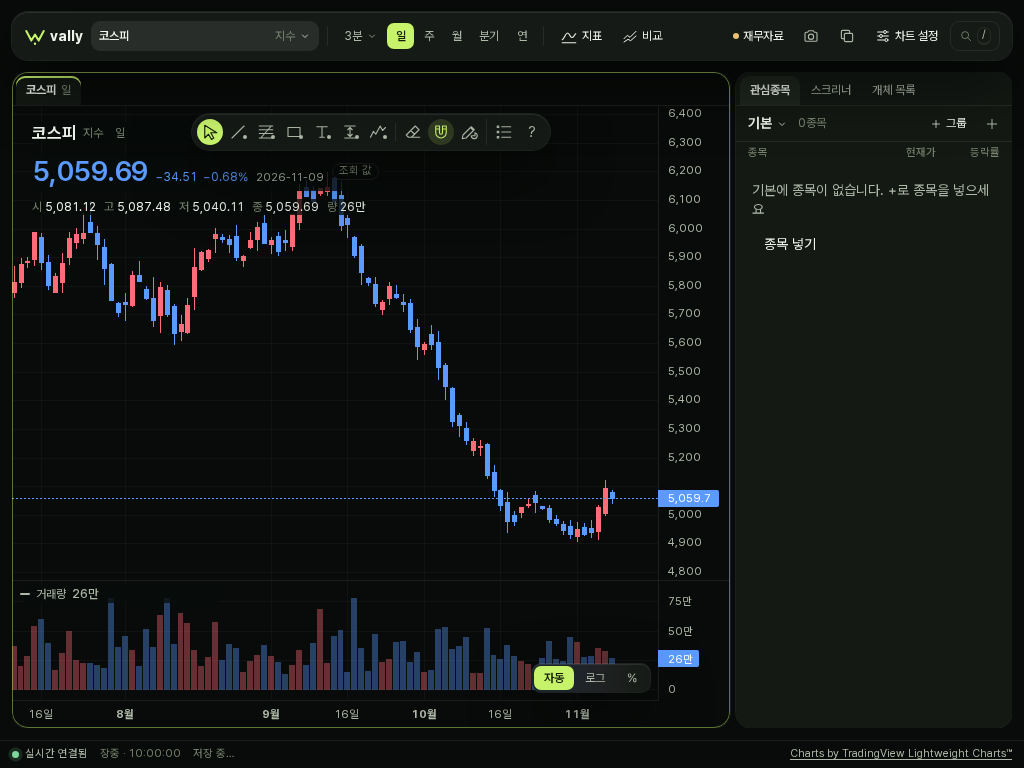 vally 코스피 지수 3분 일 주 월 분기 연 지표 비교 재무자료 차트 설정 /
코스피 일
관심종목 스크리너 개체 목록
코스피 지수 일
T ?
기본 0종목 + 그룹 +
종목 현재가 등락률
5,059.69 −34.51 −0.68% 2026-11-09 조회 값
시 5,081.12 고 5,087.48 저 5,040.11 종 5,059.69 량 26만
기본에 종목이 없습니다. +로 종목을 넣으세
요
종목 넣기
6,400
6,300
6,200
6,100
6,000
5,900
5,800
5,700
5,600
5,500
5,400
5,300
5,200
5,059.7
5,000
4,900
4,800
거래량 26만
75만
50만
26만
0
자동 로그 %
16일 8월 9월 16일 10월 16일 11월
실시간 연결됨 장중 · 10:00:00 저장 중…
Charts by TradingView Lightweight Charts™